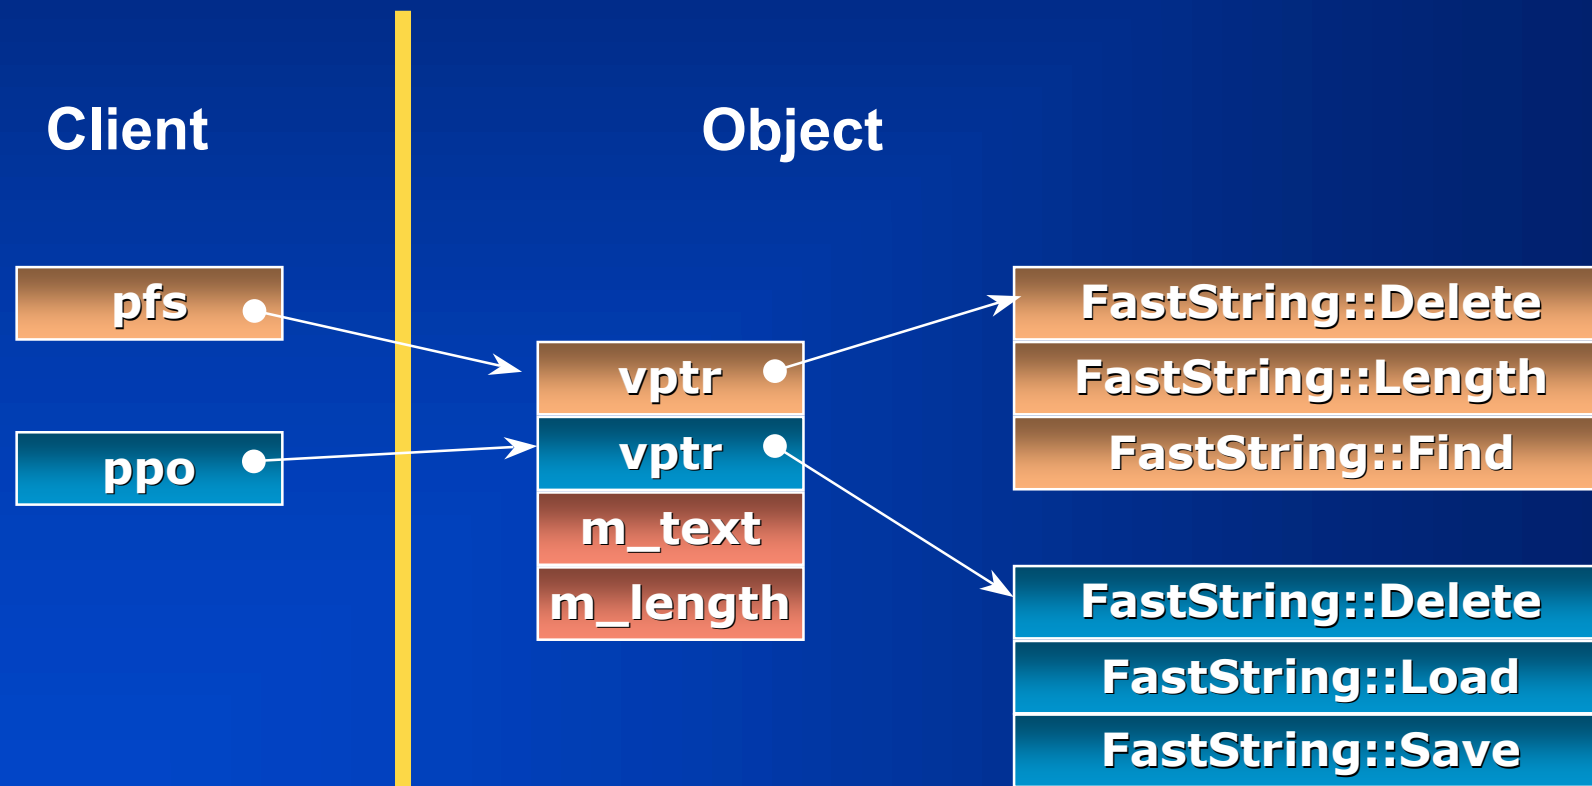 Client
Object
pfs
ppo
vptr
vptr
m_text
m_length
FastString::Delete
FastString::Length
FastString::Find
FastString::Delete
FastString::Load
FastString::Save